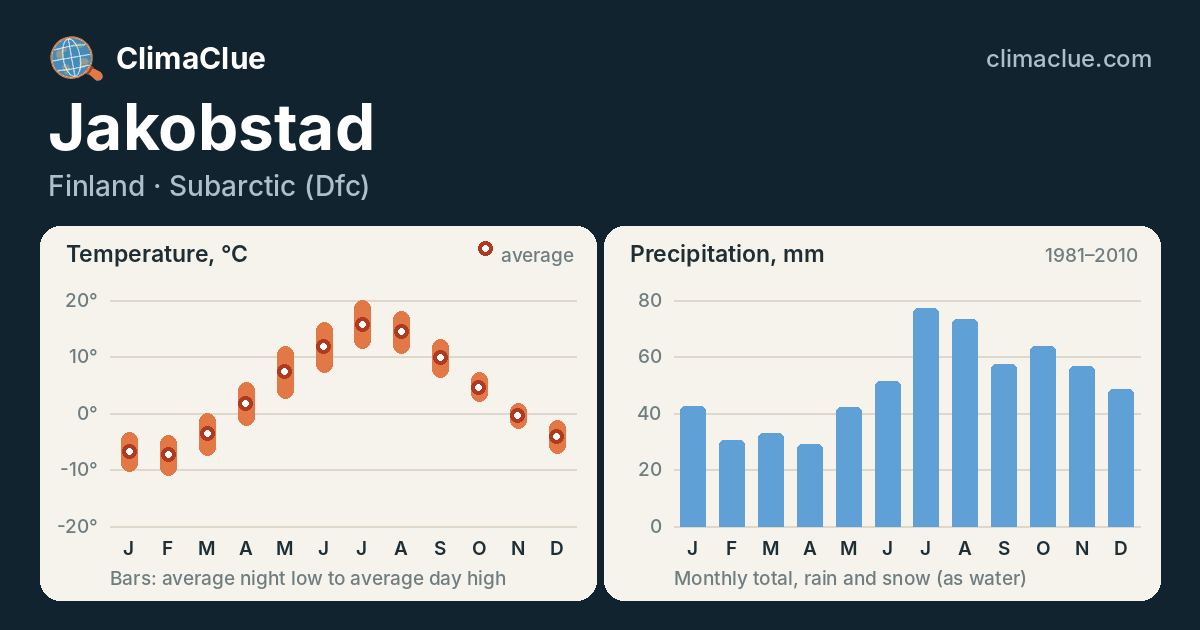 ClimaClue
climaclue.com
Jakobstad
Finland · Subarctic (Dfc)
Temperature, °C
average
20°
10°
0°
-10°
-20°
J F M A M J J A S O N D
Bars: average night low to average day high
Precipitation, mm
1981–2010
80
60
40
20
0
J F M A M J J A S O N D
Monthly total, rain and snow (as water)